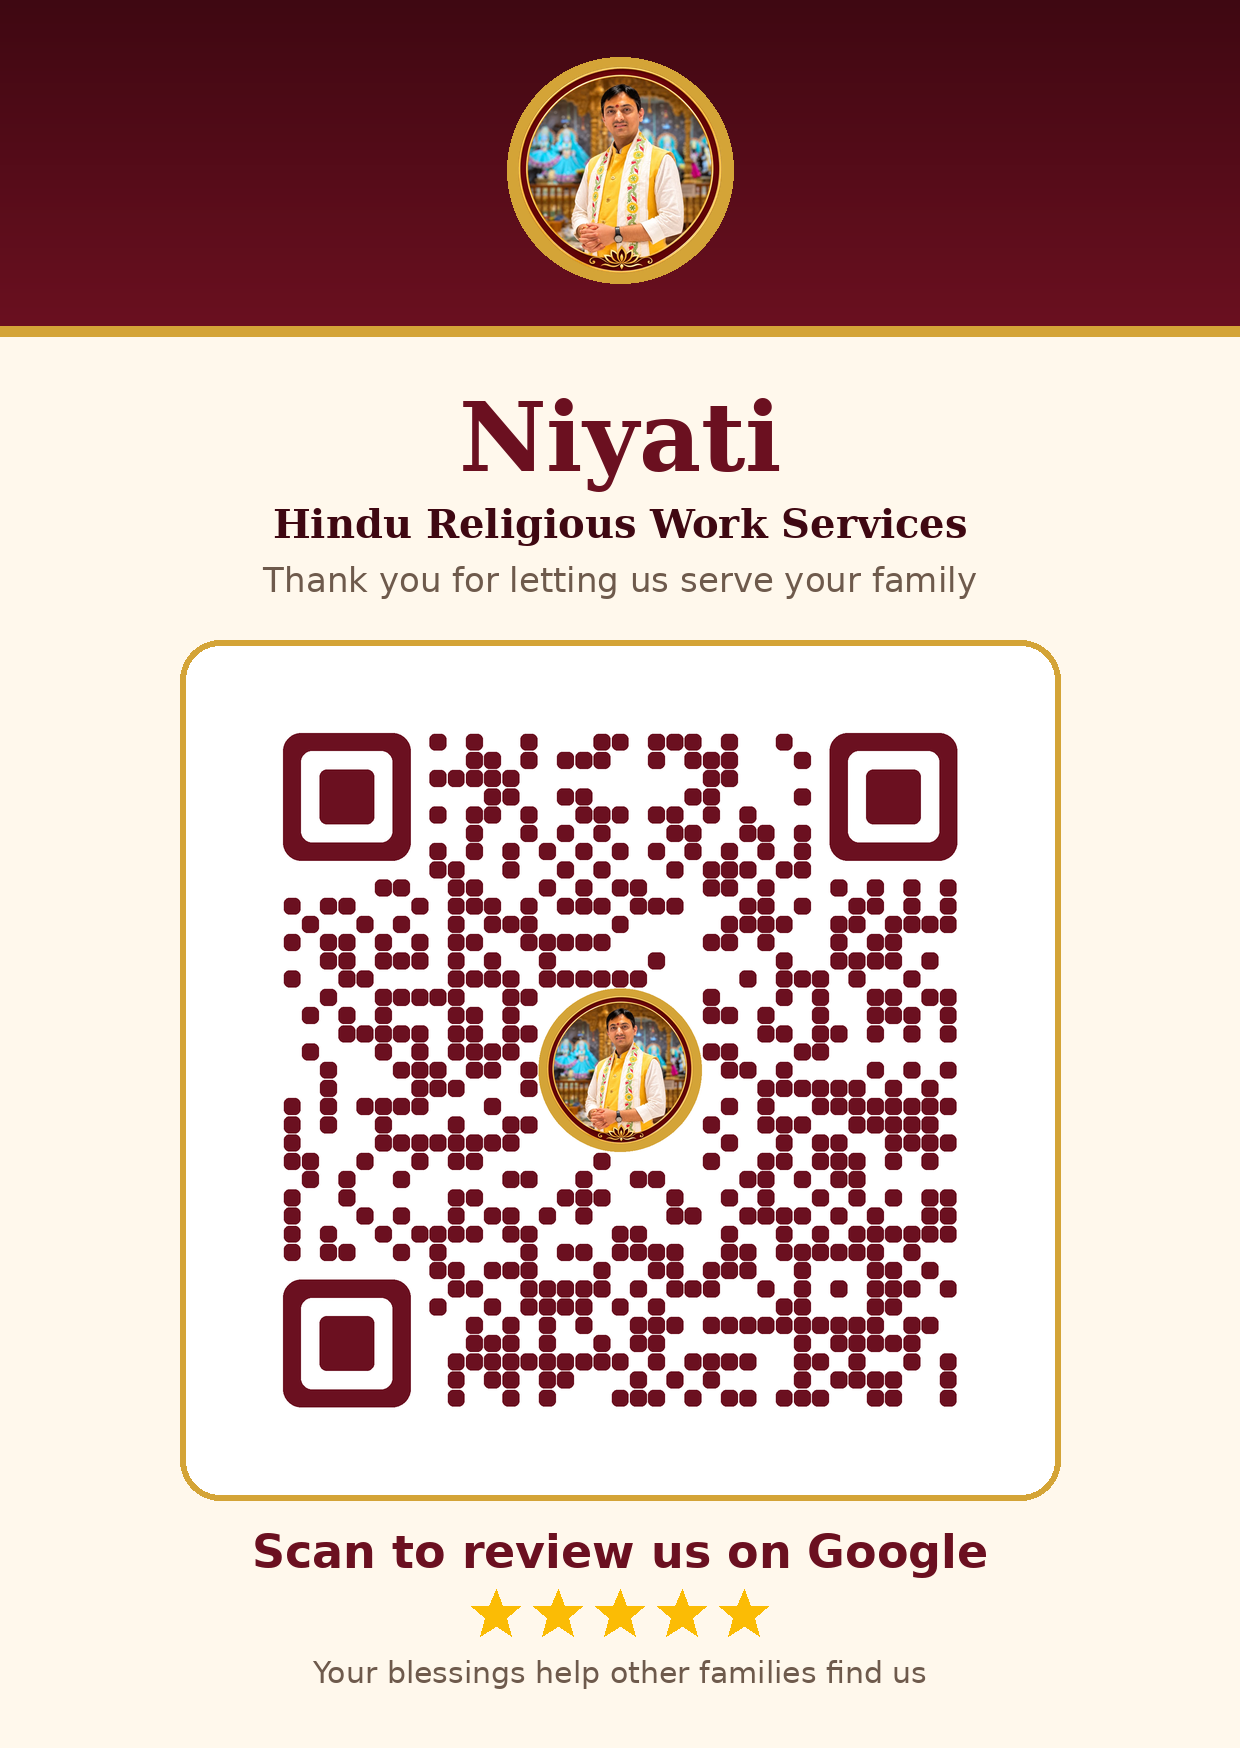 Niyati
Hindu Religious Work Services
Thank you for letting us serve your family
Scan to review us on Google
Your blessings help other families find us